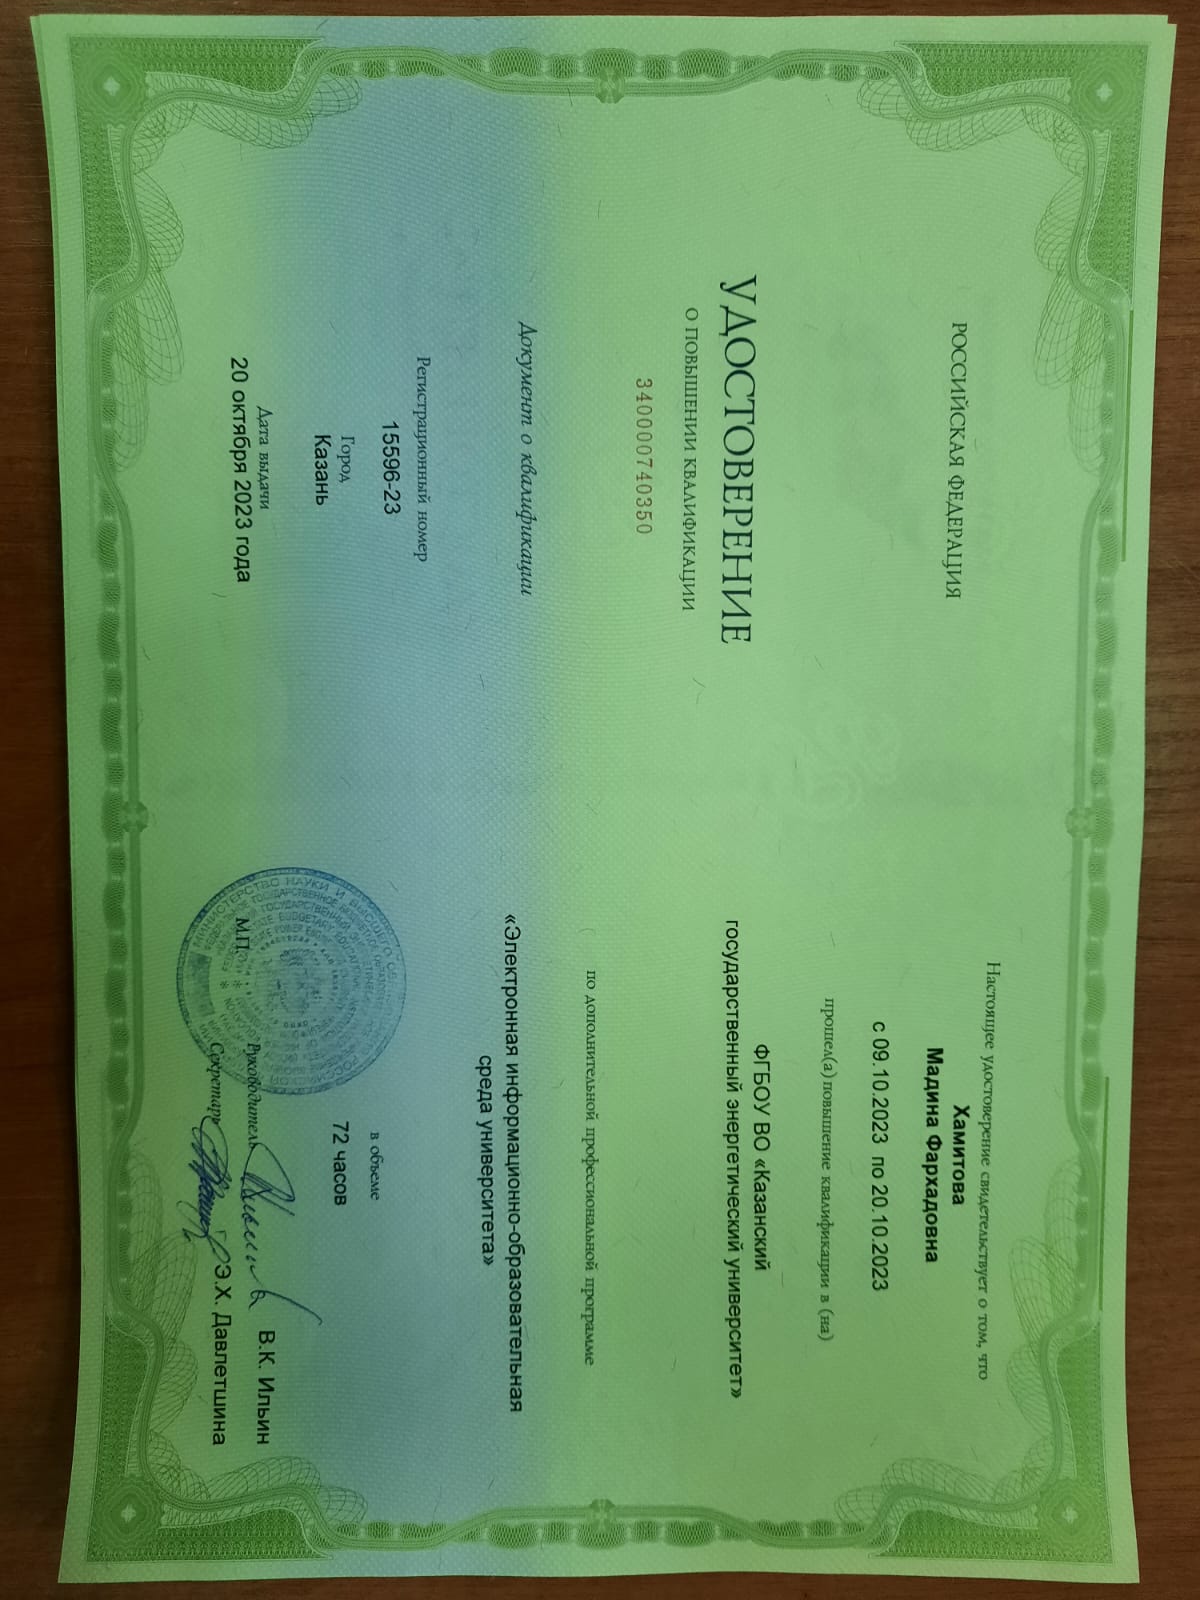 РОССИЙСКАЯ ФЕДЕРАЦИЯ
УДОСТОВЕРЕНИЕ
О ПОВЫШЕНИИ КВАЛИФИКАЦИИ
340000740350
Документ о квалификации
Регистрационный номер
15596-23
Город
Казань
Дата выдачи
20 октября 2023 года
Настоящее удостоверение свидетельствует о том, что
Хамитова
Мадина Фархадовна
с 09.10.2023 по 20.10.2023
прошел(а) повышение квалификации в (на)
ФГБОУ ВО «Казанский
государственный энергетический университет»
по дополнительной профессиональной программе
«Электронная информационно-образовательная
среда университета»
в объеме
72 часов
МИНИСТЕРСТВО НАУКИ И ВЫСШЕГО
М.П.
Руководитель В.К. Ильин
Секретарь Э.Х. Давлетшина